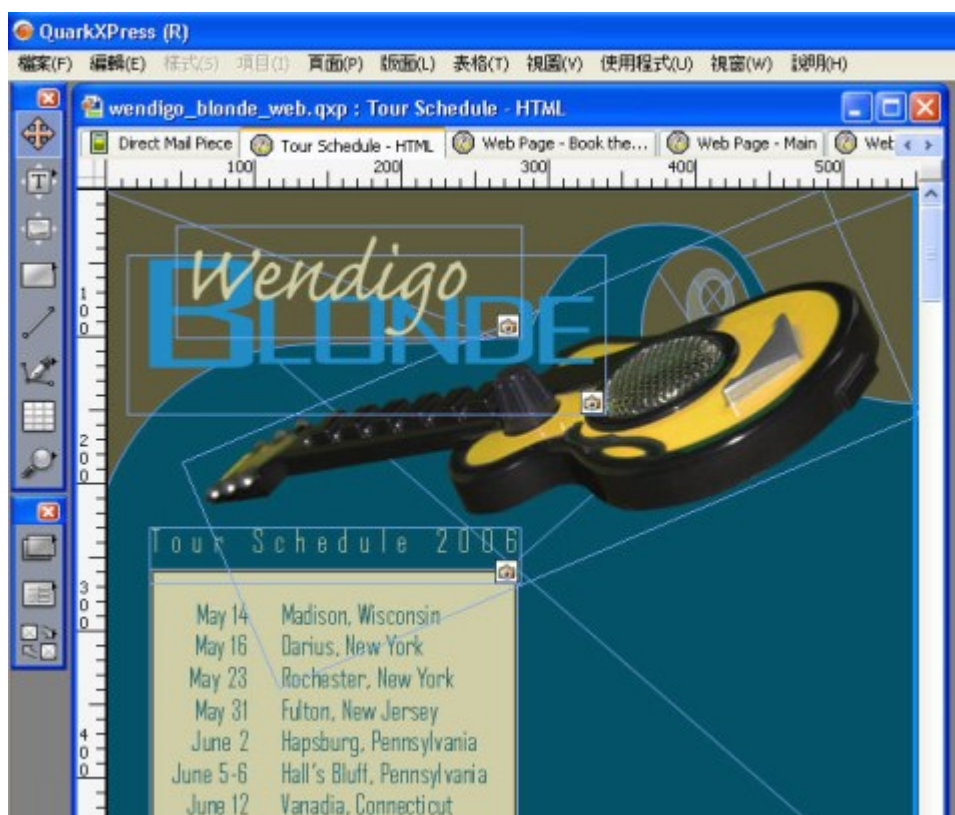 QuarkXPress (R)
檔案(F) 編輯(E) 樣式(S) 項目(I) 頁面(P) 版面(L) 表格(T) 視圖(V) 使用程式(U) 視窗(W) 說明(H)
wendigo_blonde_web.qxp : Tour Schedule - HTML
Direct Mail Piece Tour Schedule - HTML Web Page - Book the... Web Page - Main Wet
100 200 300 400 500
Wendigo
BLONDE
100
200
Tour Schedule 2006
300
May 14 Madison, Wisconsin
May 16 Darius, New York
May 23 Rochester, New York
May 31 Fulton, New Jersey
400
June 2 Hapsburg, Pennsylvania
June 5-6 Hall's Bluff, Pennsylvania
June 12 Vanadia, Connecticut